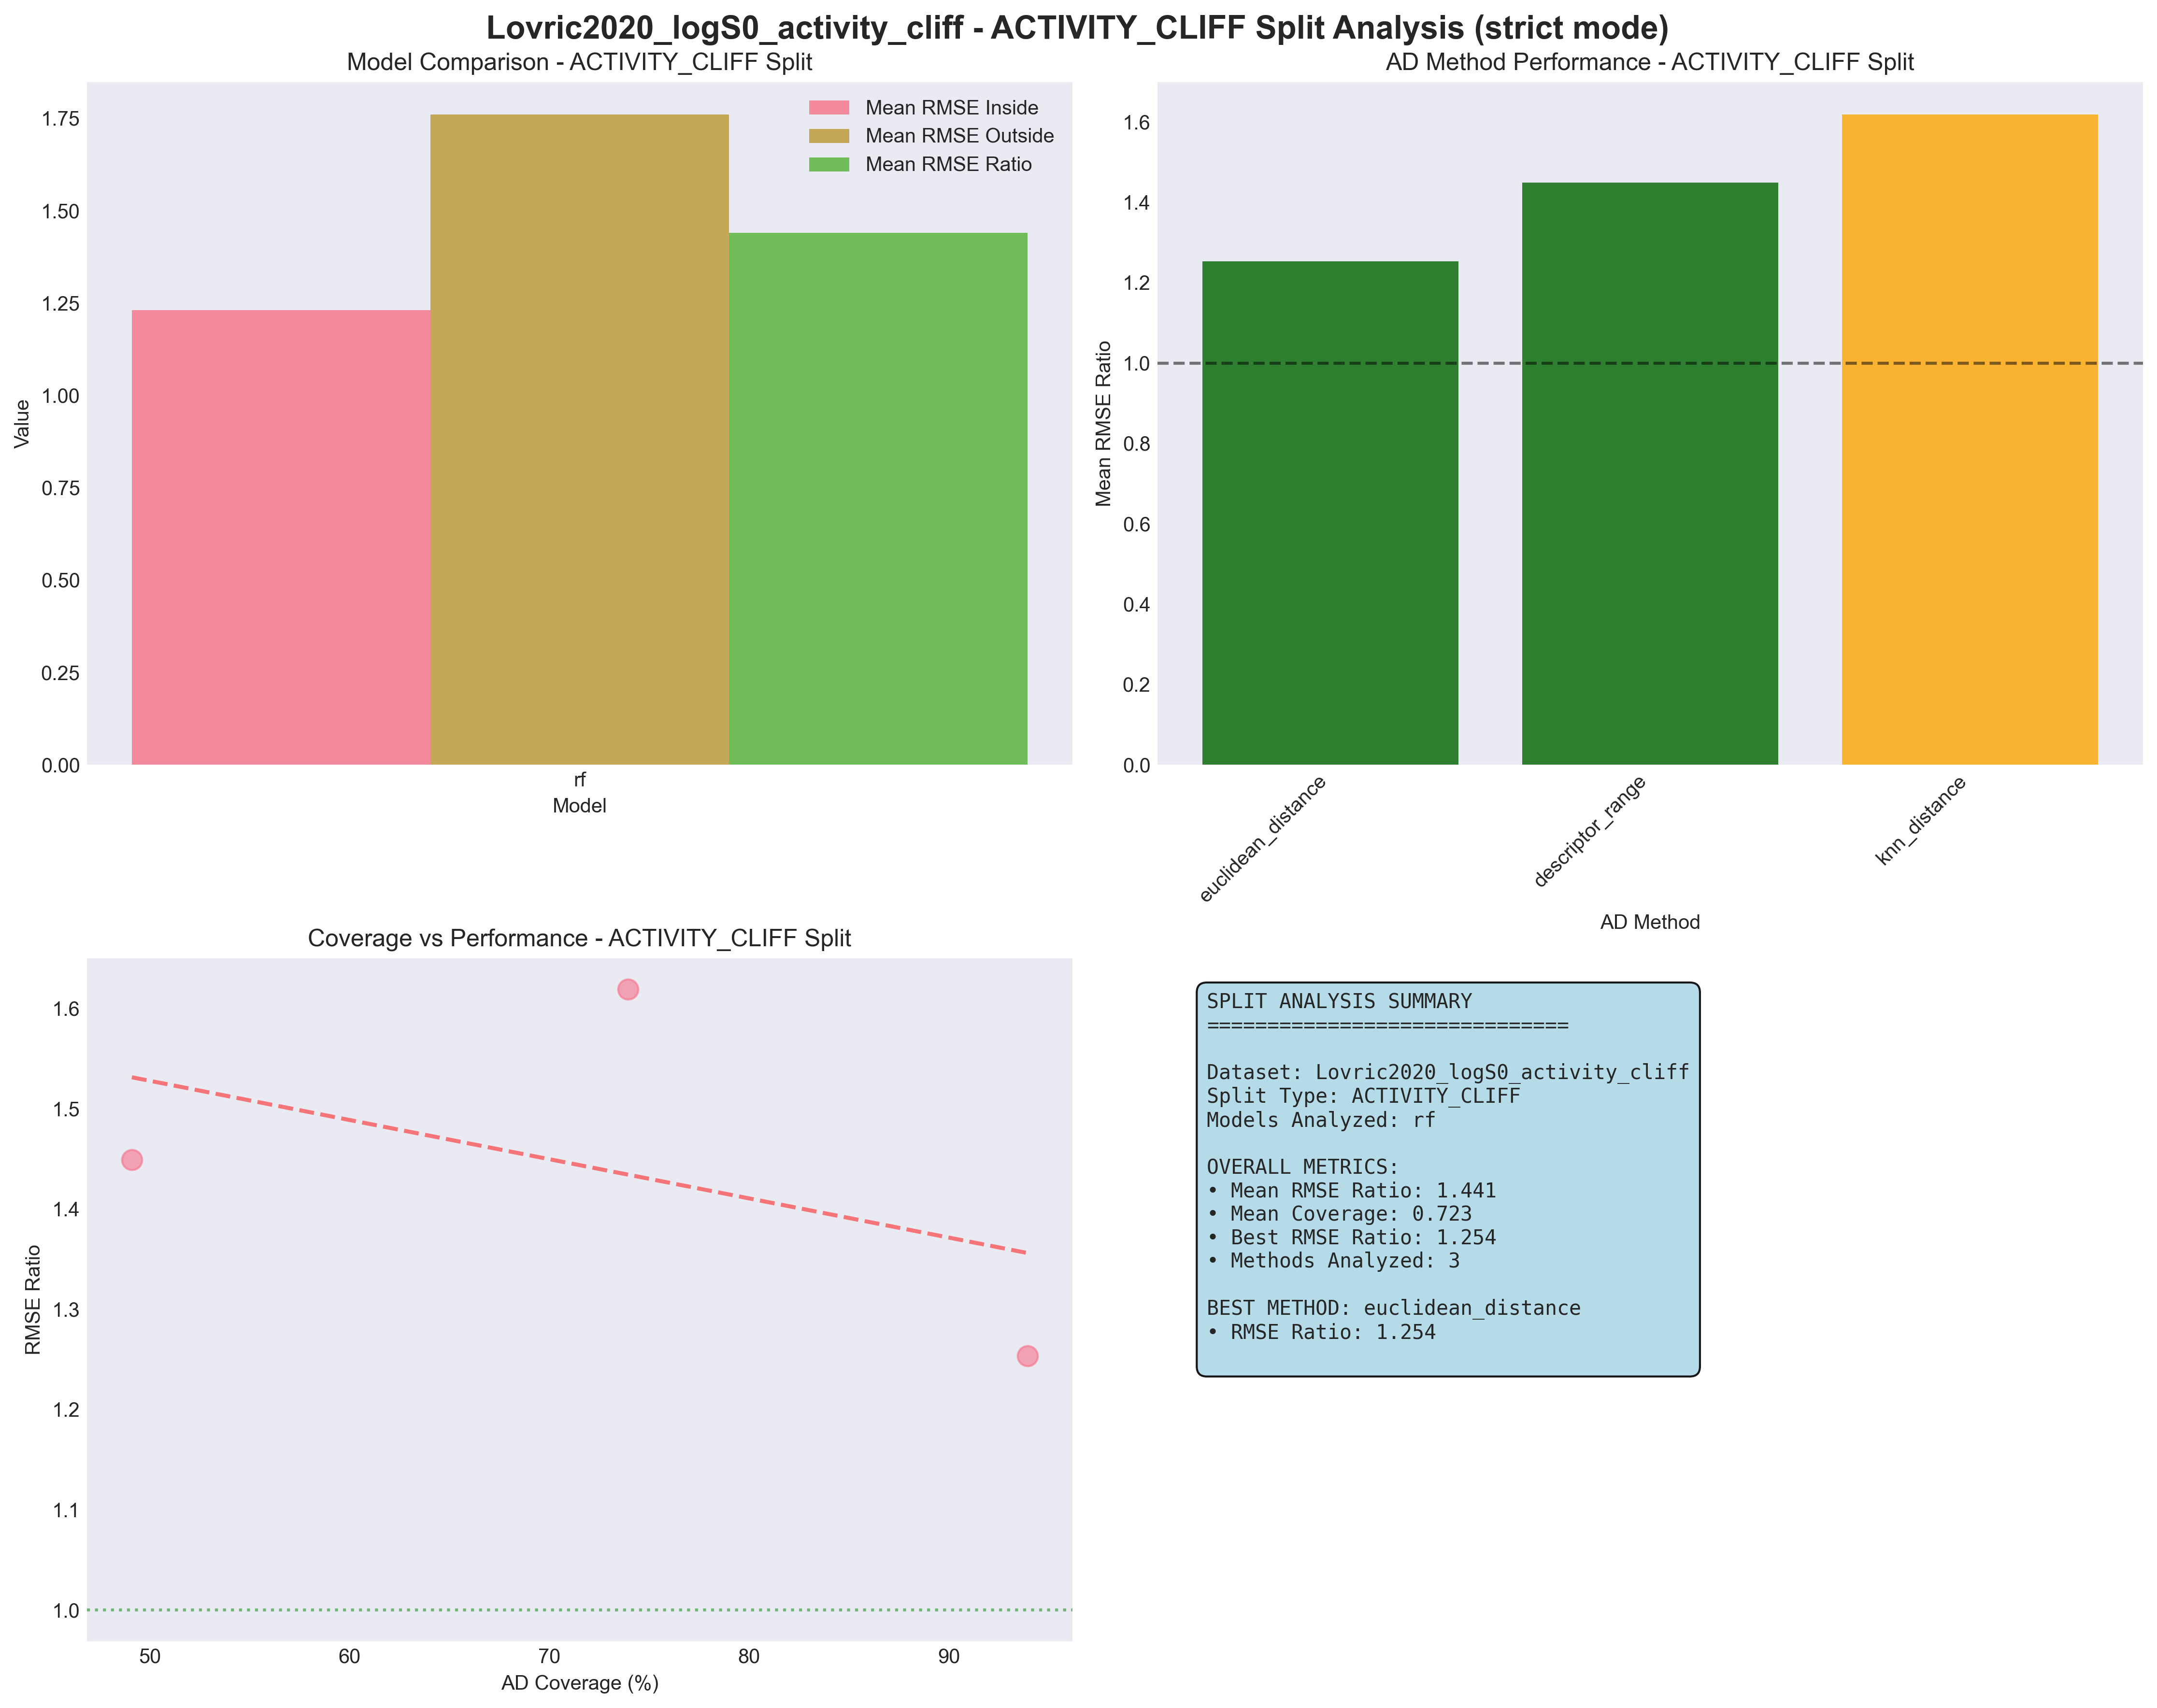 Lovric2020_logS0_activity_cliff - ACTIVITY_CLIFF Split Analysis (strict mode)
Model Comparison - ACTIVITY_CLIFF Split
Mean RMSE Inside
Mean RMSE Outside
Mean RMSE Ratio
1.75
1.50
1.25
1.00
0.75
0.50
0.25
0.00
Value
rf
Model
AD Method Performance - ACTIVITY_CLIFF Split
1.6
1.4
1.2
1.0
0.8
0.6
0.4
0.2
0.0
Mean RMSE Ratio
euclidean_distance
descriptor_range
knn_distance
AD Method
Coverage vs Performance - ACTIVITY_CLIFF Split
1.6
1.5
1.4
1.3
1.2
1.1
1.0
RMSE Ratio
50
60
70
80
90
AD Coverage (%)
SPLIT ANALYSIS SUMMARY
==============================
Dataset: Lovric2020_logS0_activity_cliff
Split Type: ACTIVITY_CLIFF
Models Analyzed: rf
OVERALL METRICS:
• Mean RMSE Ratio: 1.441
• Mean Coverage: 0.723
• Best RMSE Ratio: 1.254
• Methods Analyzed: 3
BEST METHOD: euclidean_distance
• RMSE Ratio: 1.254